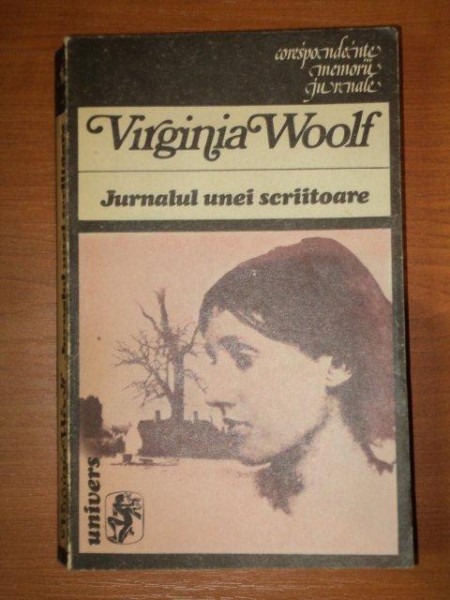 corespondențe
memorii
jurnale
Virginia Woolf
Jurnalul unei scriitoare
univers